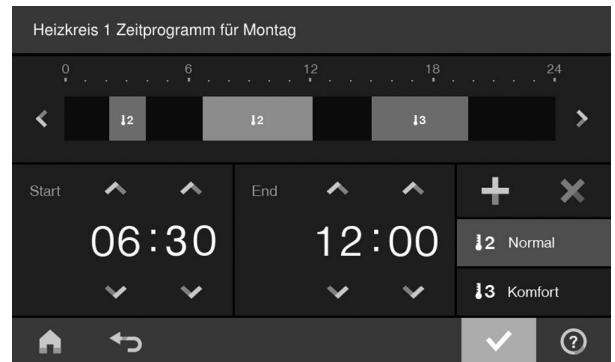 Heizkreis 1 Zeitprogramm für Montag
0 6 12 18 24
2 2 3
Start 06:30 End 12:00
2 Normal
3 Komfort
?